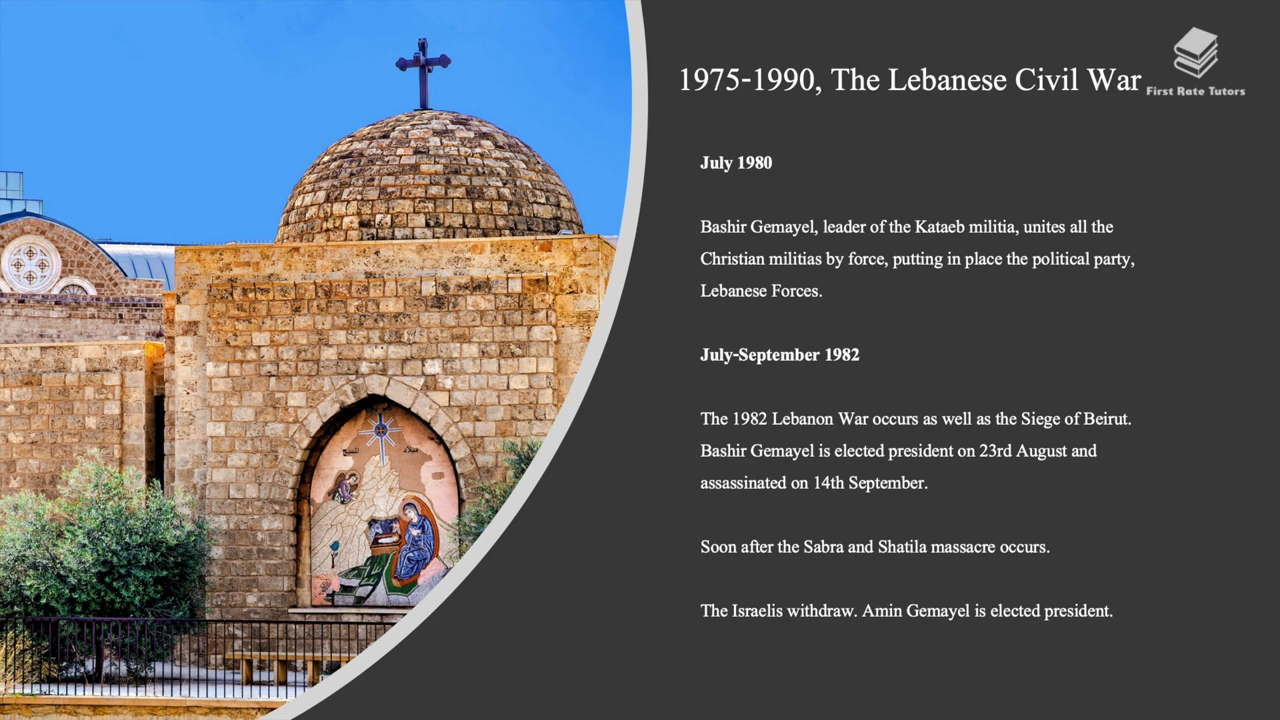 1975-1990, The Lebanese Civil War
First Rate Tutors
July 1980
Bashir Gemayel, leader of the Kataeb militia, unites all the
Christian militias by force, putting in place the political party,
Lebanese Forces.
July-September 1982
The 1982 Lebanon War occurs as well as the Siege of Beirut.
Bashir Gemayel is elected president on 23rd August and
assassinated on 14th September.
Soon after the Sabra and Shatila massacre occurs.
The Israelis withdraw. Amin Gemayel is elected president.
ميلاد المسيح